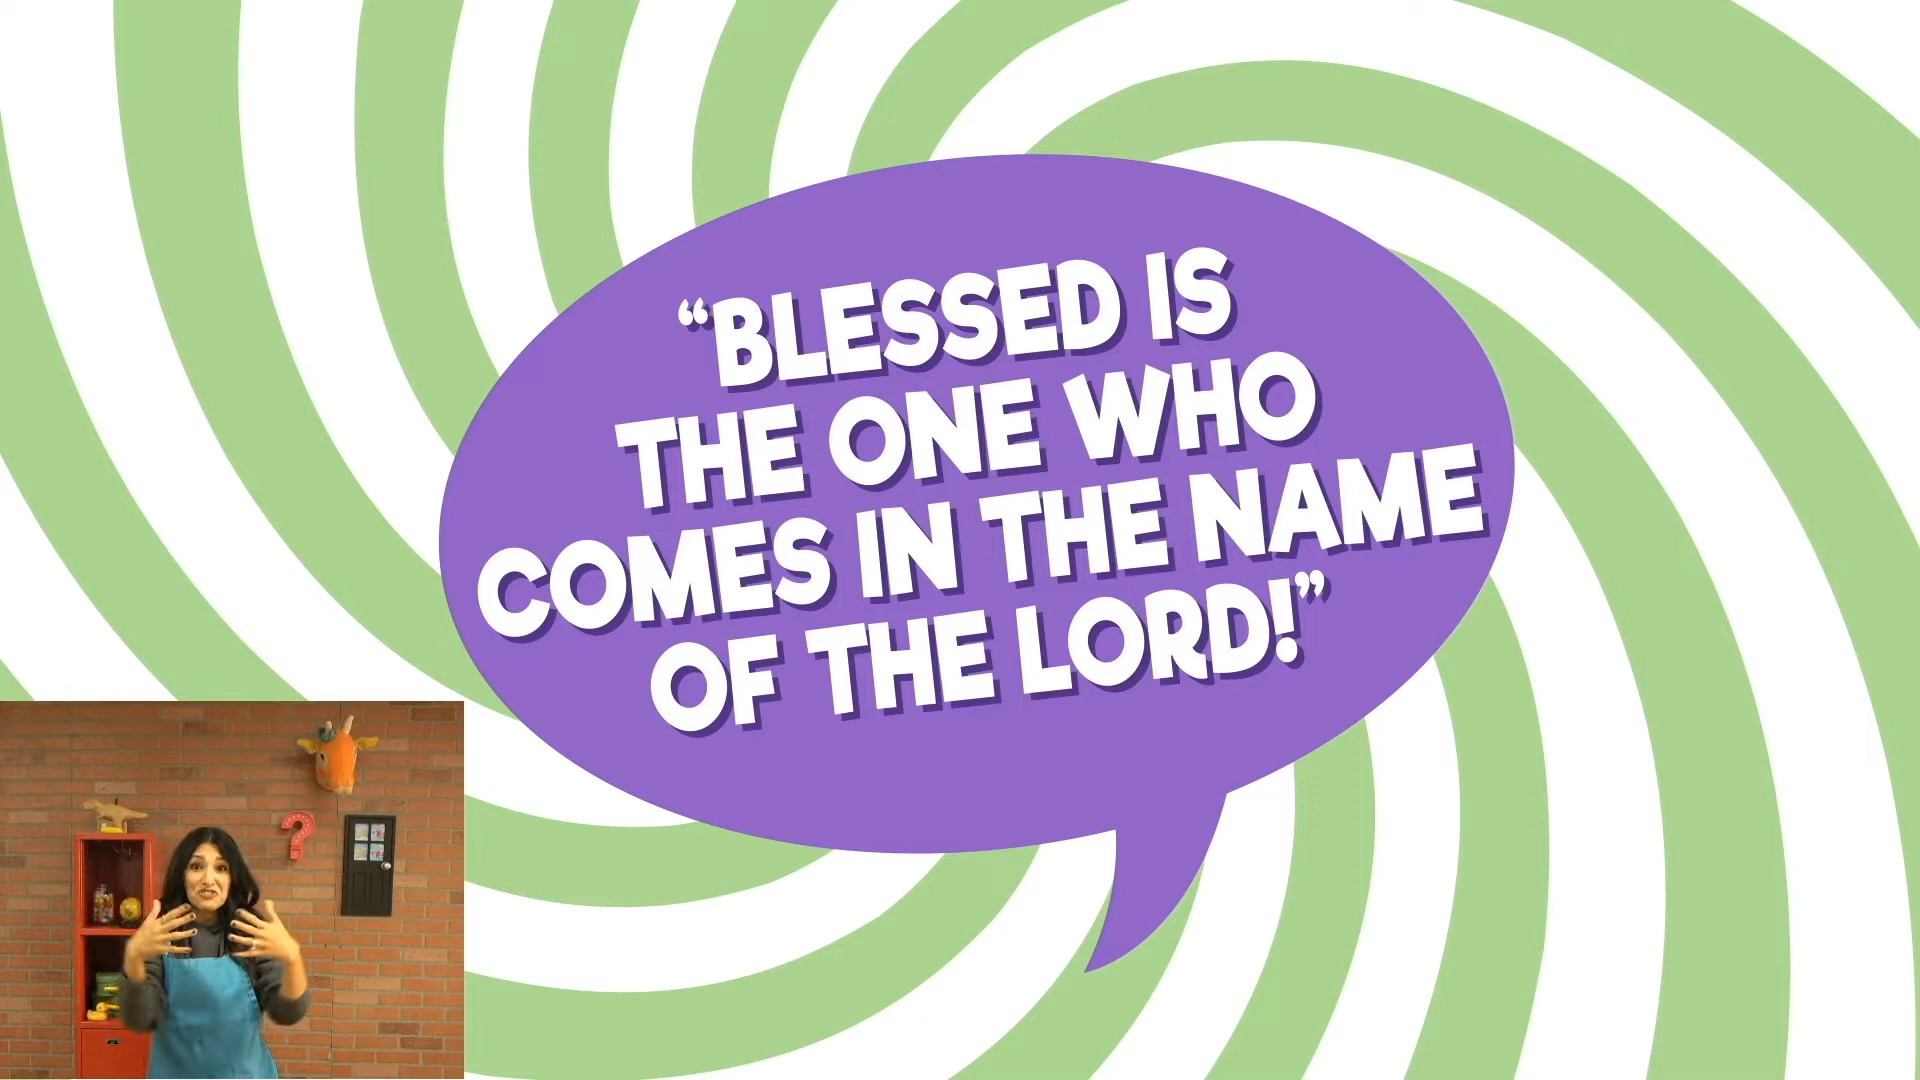 “BLESSED IS
THE ONE WHO
COMES IN THE NAME
OF THE LORD!”
?